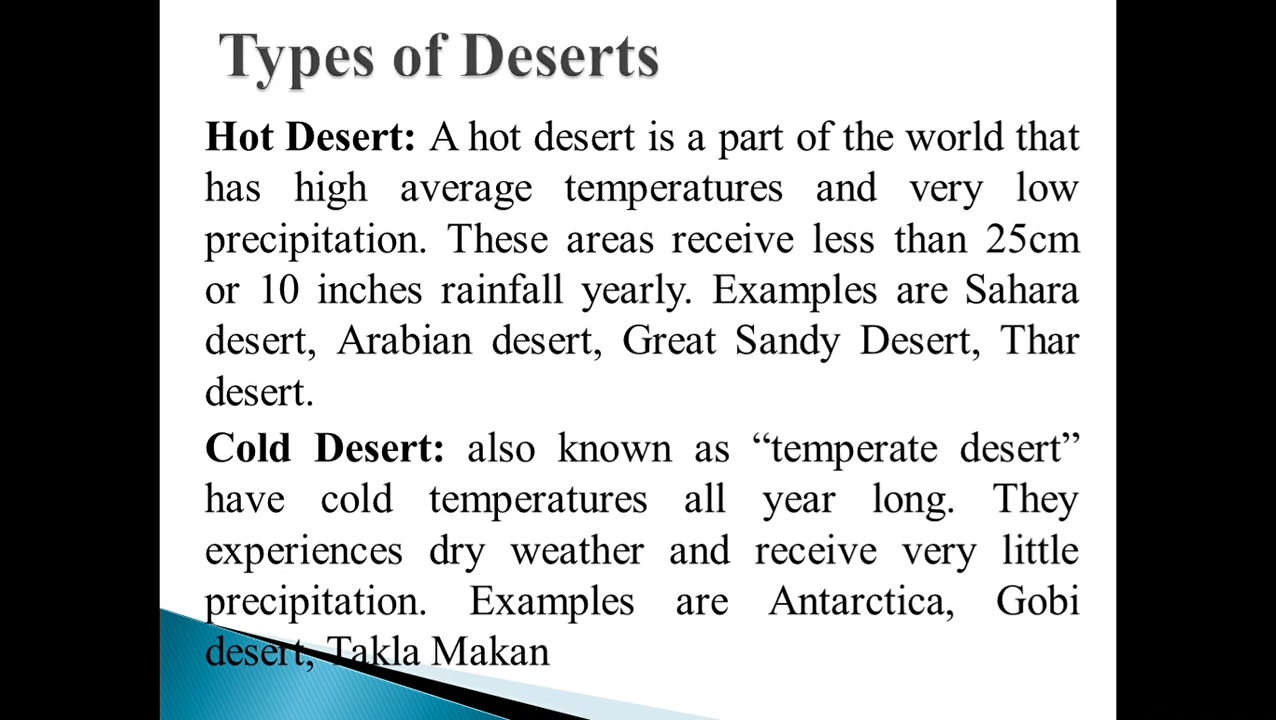 Types of Deserts
Hot Desert: A hot desert is a part of the world that
has high average temperatures and very low
precipitation. These areas receive less than 25cm
or 10 inches rainfall yearly. Examples are Sahara
desert, Arabian desert, Great Sandy Desert, Thar
desert.
Cold Desert: also known as “temperate desert”
have cold temperatures all year long. They
experiences dry weather and receive very little
precipitation. Examples are Antarctica, Gobi
desert, Takla Makan